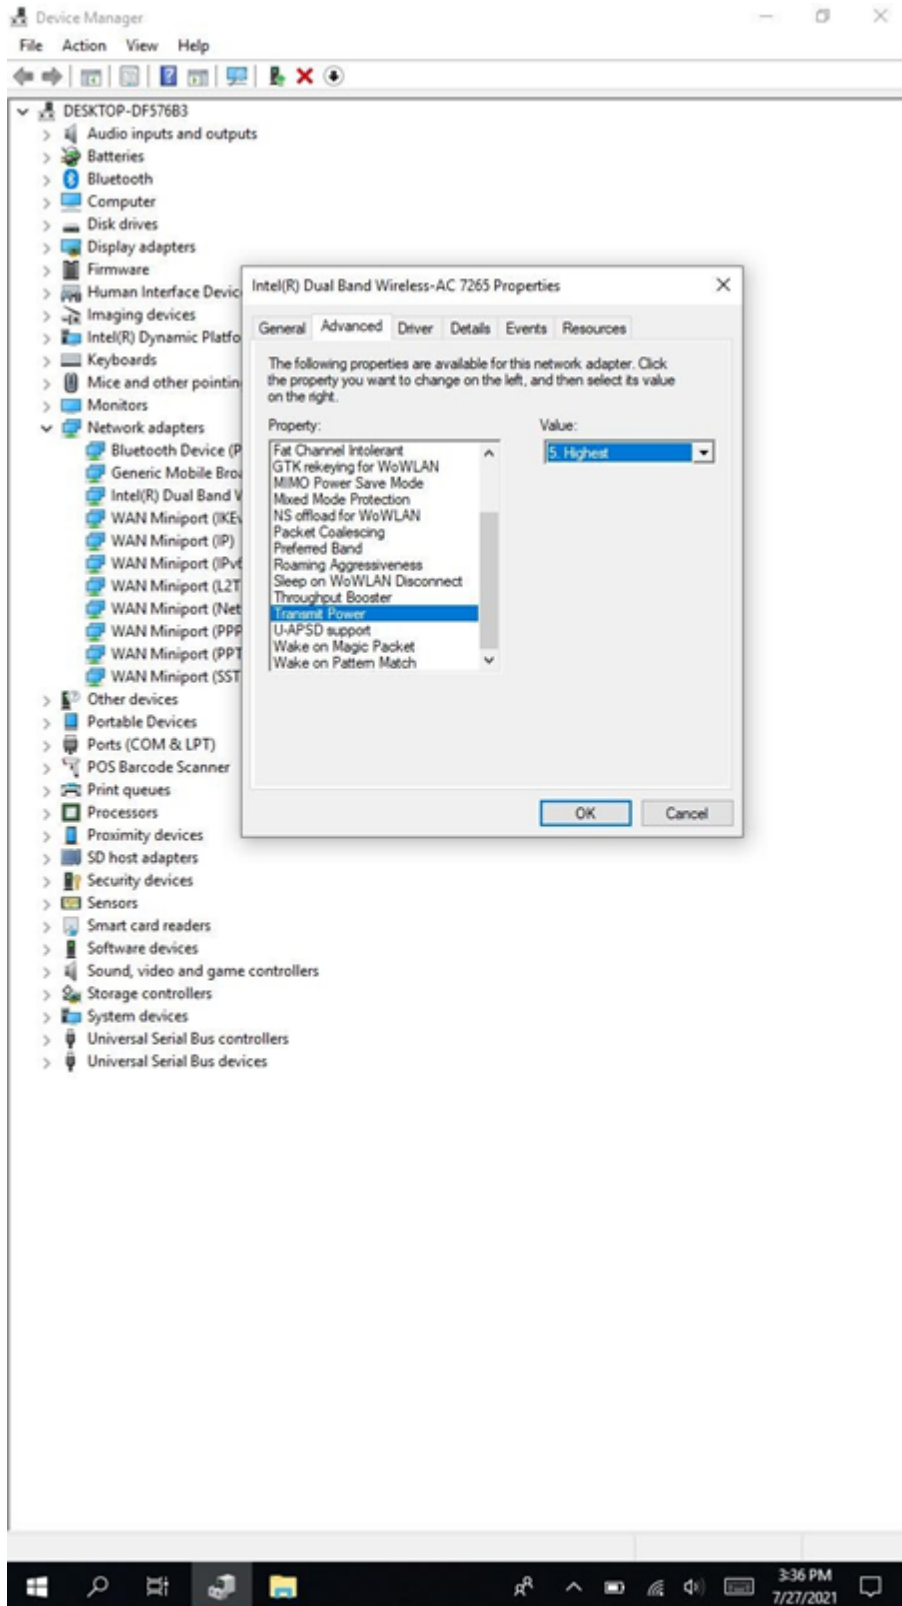 Device Manager
File Action View Help
DESKTOP-DF576B3
Audio inputs and outputs
Batteries
Bluetooth
Computer
Disk drives
Display adapters
Firmware
Human Interface Devic
Imaging devices
Intel(R) Dynamic Platfo
Keyboards
Mice and other pointin
Monitors
Network adapters
Bluetooth Device (P
Generic Mobile Broa
Intel(R) Dual Band W
WAN Miniport (IKEv
WAN Miniport (IP)
WAN Miniport (IPv6
WAN Miniport (L2T
WAN Miniport (Net
WAN Miniport (PPP
WAN Miniport (PPT
WAN Miniport (SST
Other devices
Portable Devices
Ports (COM & LPT)
POS Barcode Scanner
Print queues
Processors
Proximity devices
SD host adapters
Security devices
Sensors
Smart card readers
Software devices
Sound, video and game controllers
Storage controllers
System devices
Universal Serial Bus controllers
Universal Serial Bus devices
Intel(R) Dual Band Wireless-AC 7265 Properties
General Advanced Driver Details Events Resources
The following properties are available for this network adapter. Click
the property you want to change on the left, and then select its value
on the right.
Property:
Fat Channel Intolerant
GTK rekeying for WoWLAN
MIMO Power Save Mode
Mixed Mode Protection
NS offload for WoWLAN
Packet Coalescing
Preferred Band
Roaming Aggressiveness
Sleep on WoWLAN Disconnect
Throughput Booster
Transmit Power
U-APSD support
Wake on Magic Packet
Wake on Pattern Match
Value:
5. Highest
OK Cancel
3:36 PM
7/27/2021